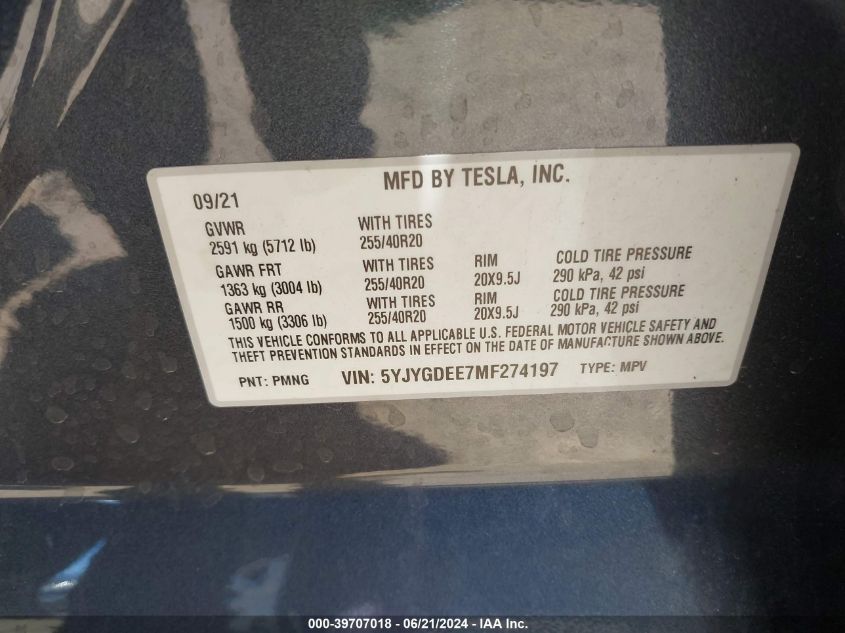 MFD BY TESLA, INC.
09/21
GVWR WITH TIRES
2591 kg (5712 lb) 255/40R20
GAWR FRT WITH TIRES RIM COLD TIRE PRESSURE
1363 kg (3004 lb) 255/40R20 20X9.5J 290 kPa, 42 psi
GAWR RR WITH TIRES RIM COLD TIRE PRESSURE
1500 kg (3306 lb) 255/40R20 20X9.5J 290 kPa, 42 psi
THIS VEHICLE CONFORMS TO ALL APPLICABLE U.S. FEDERAL MOTOR VEHICLE SAFETY AND
THEFT PREVENTION STANDARDS IN EFFECT ON THE DATE OF MANUFACTURE SHOWN ABOVE.
PNT: PMNG VIN: 5YJYGDEE7MF274197 TYPE: MPV
000-39707018 - 06/21/2024 - IAA Inc.